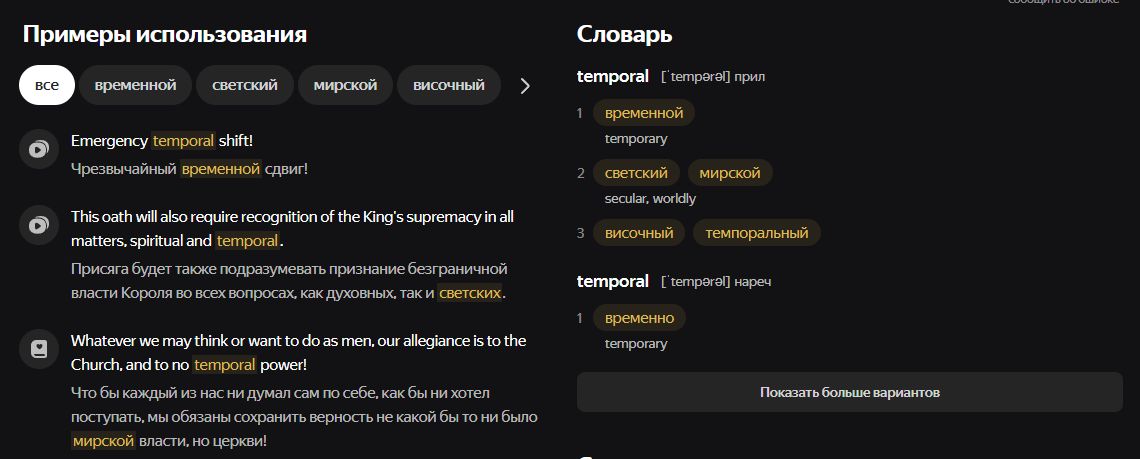 сообщить об ошибке
Примеры использования
все временной светский мирской височный
Emergency temporal shift!
Чрезвычайный временной сдвиг!
This oath will also require recognition of the King's supremacy in all
matters, spiritual and temporal.
Присяга будет также подразумевать признание безграничной
власти Короля во всех вопросах, как духовных, так и светских.
Whatever we may think or want to do as men, our allegiance is to the
Church, and to no temporal power!
Что бы каждый из нас ни думал сам по себе, как бы ни хотел
поступать, мы обязаны сохранить верность не какой бы то ни было
мирской власти, но церкви!
Словарь
temporal [ˈtempərəl] прил
1 временной
temporary
2 светский мирской
secular, worldly
3 височный темпоральный
temporal [ˈtempərəl] нареч
1 временно
temporary
Показать больше вариантов